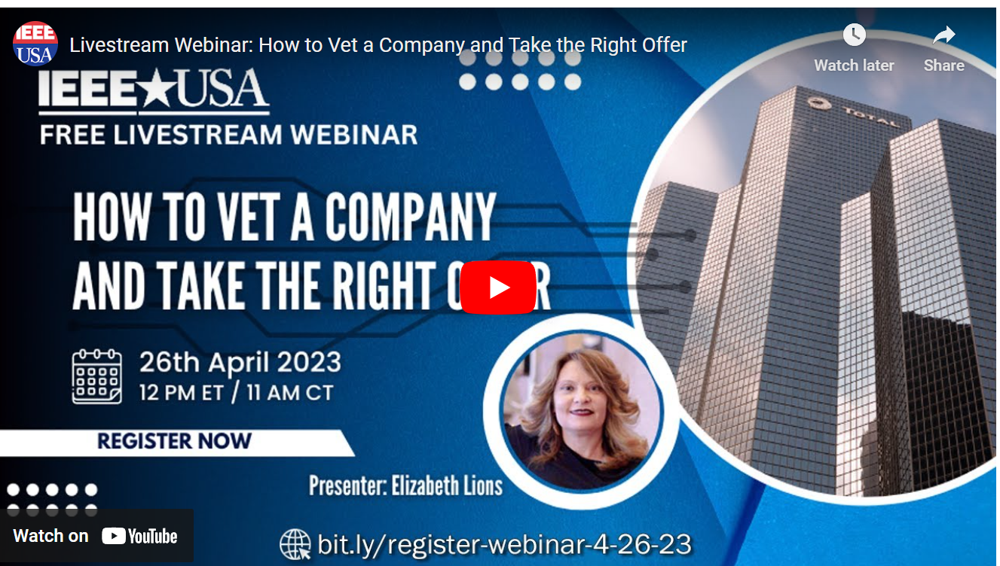 IEEE
USA
Livestream Webinar: How to Vet a Company and Take the Right Offer
Watch later
Share
IEEE★USA
FREE LIVESTREAM WEBINAR
TOTAL
HOW TO VET A COMPANY
AND TAKE THE RIGHT
26th April 2023
12 PM ET / 11 AM CT
REGISTER NOW
Presenter: Elizabeth Lions
Watch on YouTube
bit.ly/register-webinar-4-26-23